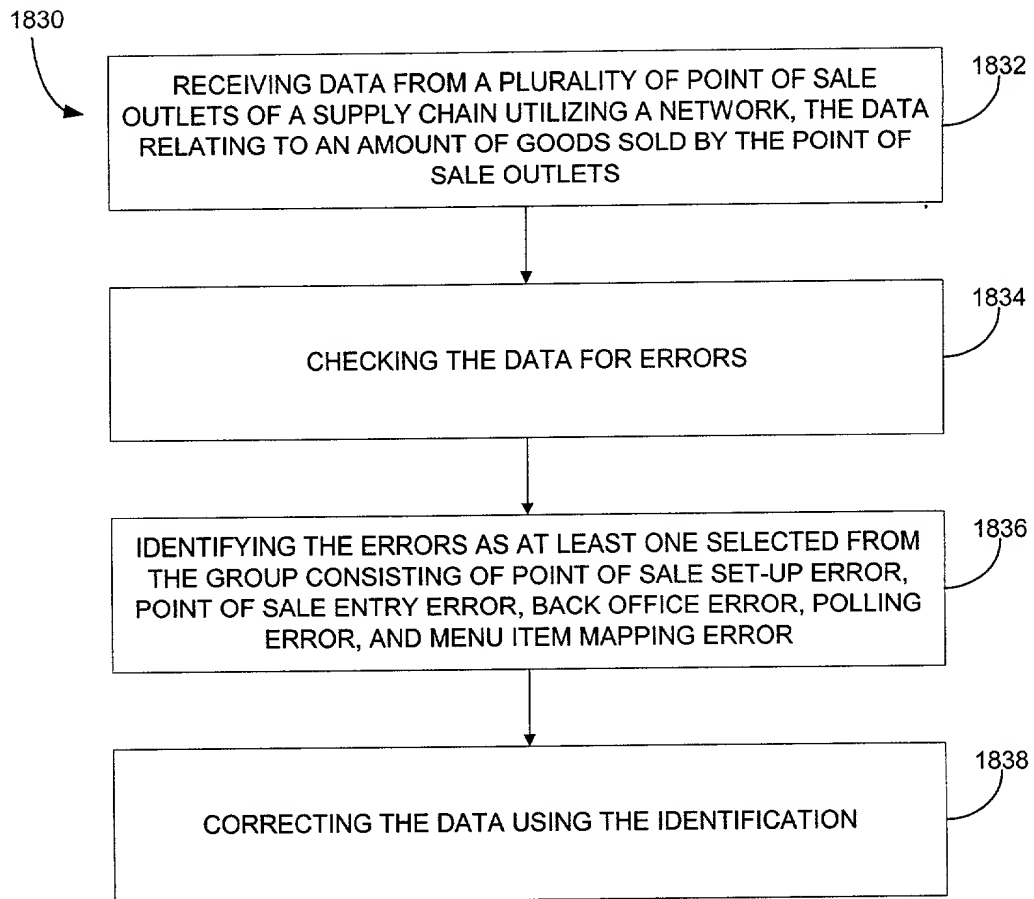 1830
RECEIVING DATA FROM A PLURALITY OF POINT OF SALE
OUTLETS OF A SUPPLY CHAIN UTILIZING A NETWORK, THE DATA
RELATING TO AN AMOUNT OF GOODS SOLD BY THE POINT OF
SALE OUTLETS
1832
CHECKING THE DATA FOR ERRORS
1834
IDENTIFYING THE ERRORS AS AT LEAST ONE SELECTED FROM
THE GROUP CONSISTING OF POINT OF SALE SET-UP ERROR,
POINT OF SALE ENTRY ERROR, BACK OFFICE ERROR, POLLING
ERROR, AND MENU ITEM MAPPING ERROR
1836
CORRECTING THE DATA USING THE IDENTIFICATION
1838